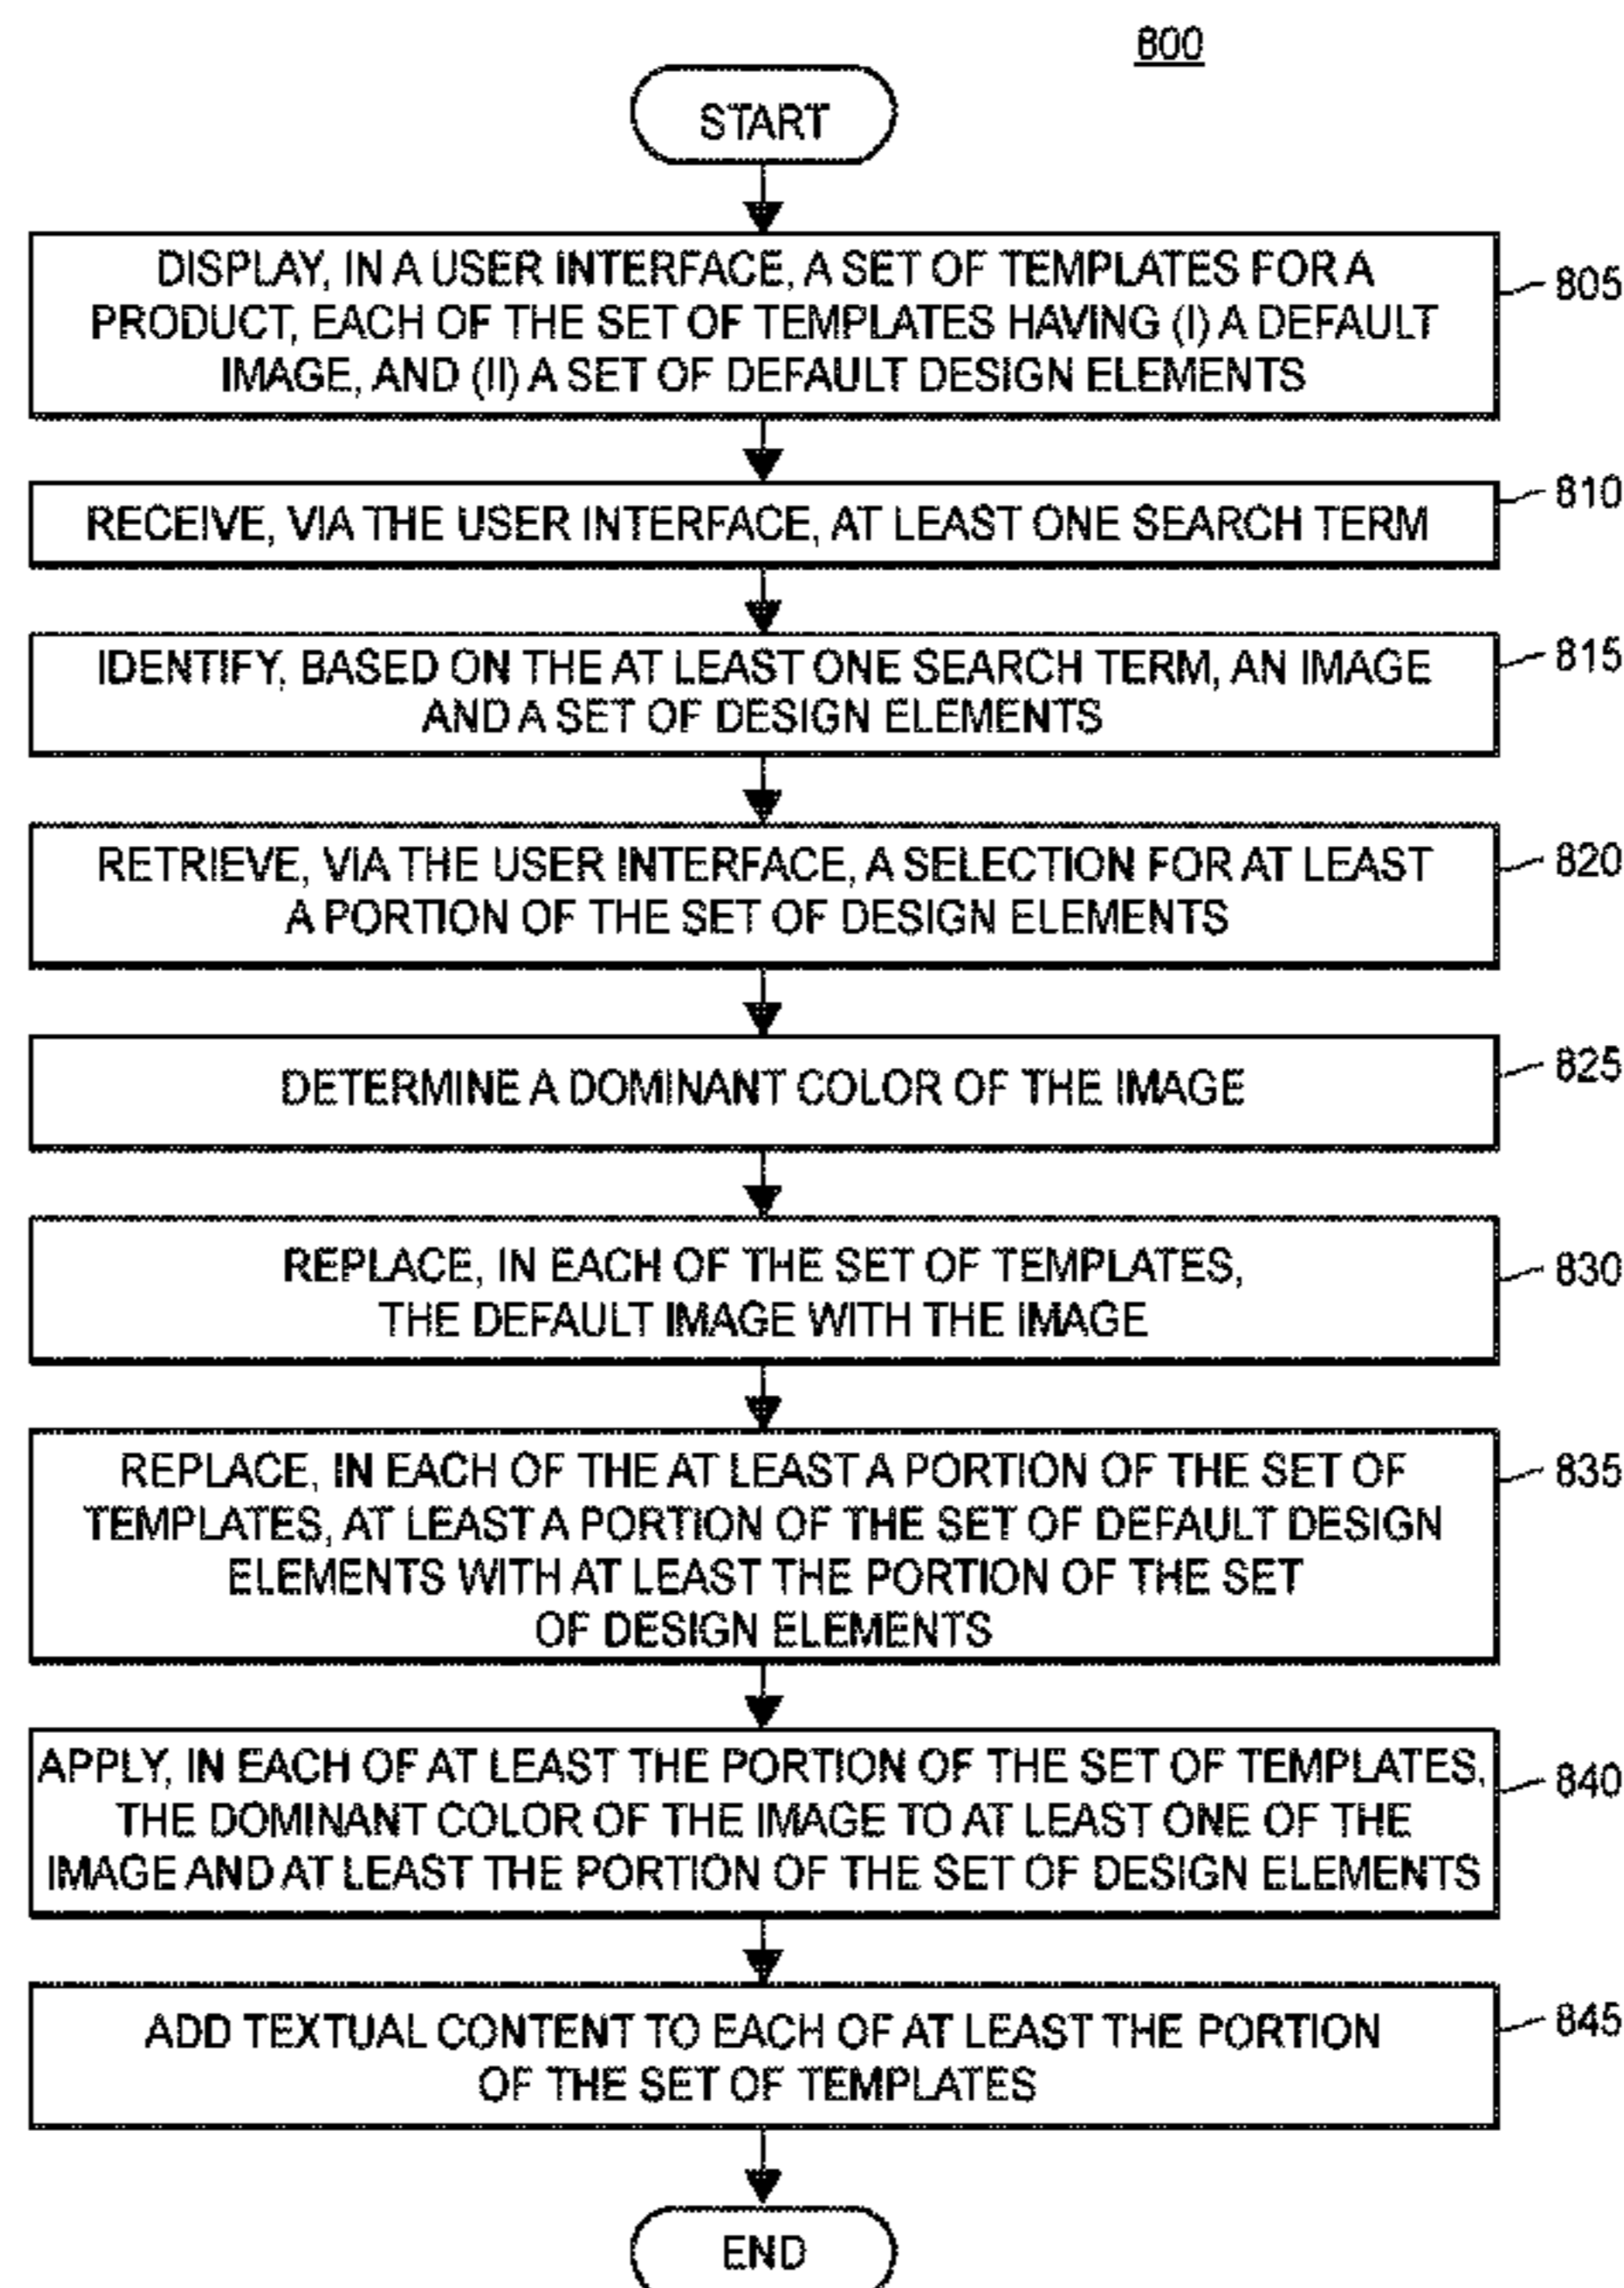 800
START
DISPLAY, IN A USER INTERFACE, A SET OF TEMPLATES FOR A
PRODUCT, EACH OF THE SET OF TEMPLATES HAVING (I) A DEFAULT
IMAGE, AND (II) A SET OF DEFAULT DESIGN ELEMENTS
805
RECEIVE, VIA THE USER INTERFACE, AT LEAST ONE SEARCH TERM
810
IDENTIFY, BASED ON THE AT LEAST ONE SEARCH TERM, AN IMAGE
AND A SET OF DESIGN ELEMENTS
815
RETRIEVE, VIA THE USER INTERFACE, A SELECTION FOR AT LEAST
A PORTION OF THE SET OF DESIGN ELEMENTS
820
DETERMINE A DOMINANT COLOR OF THE IMAGE
825
REPLACE, IN EACH OF THE SET OF TEMPLATES,
THE DEFAULT IMAGE WITH THE IMAGE
830
REPLACE, IN EACH OF THE AT LEAST A PORTION OF THE SET OF
TEMPLATES, AT LEAST A PORTION OF THE SET OF DEFAULT DESIGN
ELEMENTS WITH AT LEAST THE PORTION OF THE SET
OF DESIGN ELEMENTS
835
APPLY, IN EACH OF AT LEAST THE PORTION OF THE SET OF TEMPLATES,
THE DOMINANT COLOR OF THE IMAGE TO AT LEAST ONE OF THE
IMAGE AND AT LEAST THE PORTION OF THE SET OF DESIGN ELEMENTS
840
ADD TEXTUAL CONTENT TO EACH OF AT LEAST THE PORTION
OF THE SET OF TEMPLATES
845
END